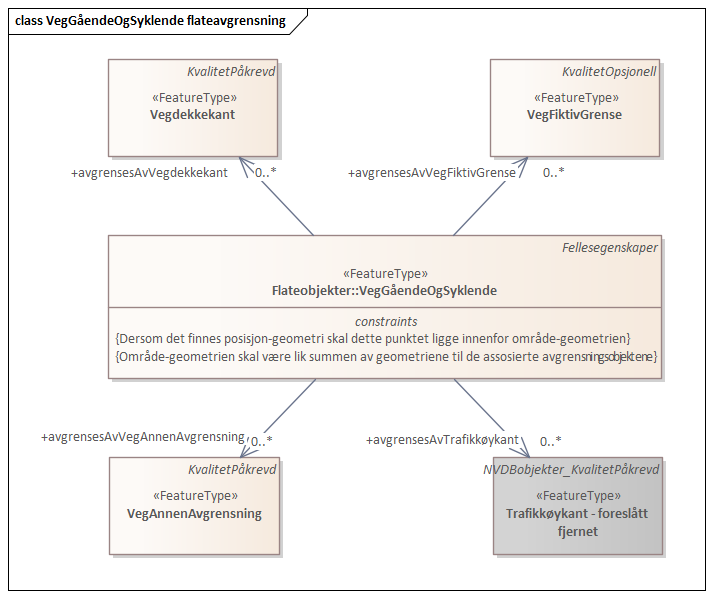 class VegGåendeOgSyklende flateavgrensning
KvalitetPåkrevd
«FeatureType»
Vegdekkekant
KvalitetOpsjonell
«FeatureType»
VegFiktivGrense
+avgrensesAvVegdekkekant
0..*
+avgrensesAvVegFiktivGrense
0..*
Fellesegenskaper
«FeatureType»
Flateobjekter::VegGåendeOgSyklende
constraints
{Dersom det finnes posisjon-geometri skal dette punktet ligge innenfor område-geometrien}
{Område-geometrien skal være lik summen av geometriene til de assosierte avgrensningsobjektene}
+avgrensesAvVegAnnenAvgrensning
0..*
+avgrensesAvTrafikkøykant
0..*
KvalitetPåkrevd
«FeatureType»
VegAnnenAvgrensning
NVDBobjekter_KvalitetPåkrevd
«FeatureType»
Trafikkøykant - foreslått
fjernet